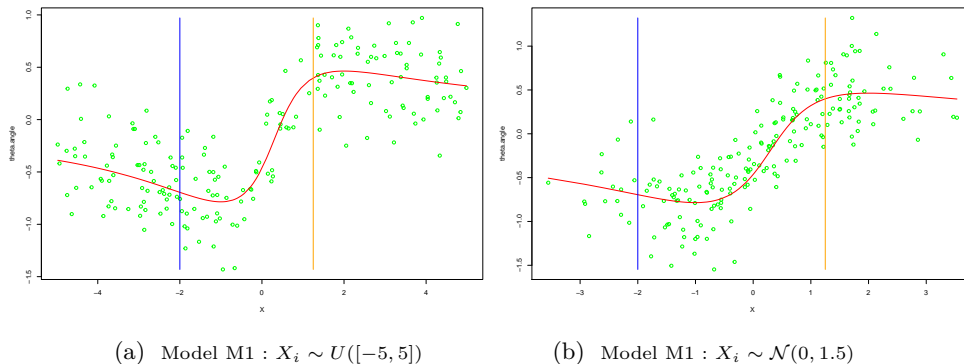 1.0
0.5
0.0
−0.5
−1.0
−1.5
theta.angle
−4 −2 0 2 4
x
(a) Model M1 : X_i ∼ U([−5, 5])
1.0
0.5
0.0
−0.5
−1.0
−1.5
theta.angle
−3 −2 −1 0 1 2 3
x
(b) Model M1 : X_i ∼ N(0, 1.5)